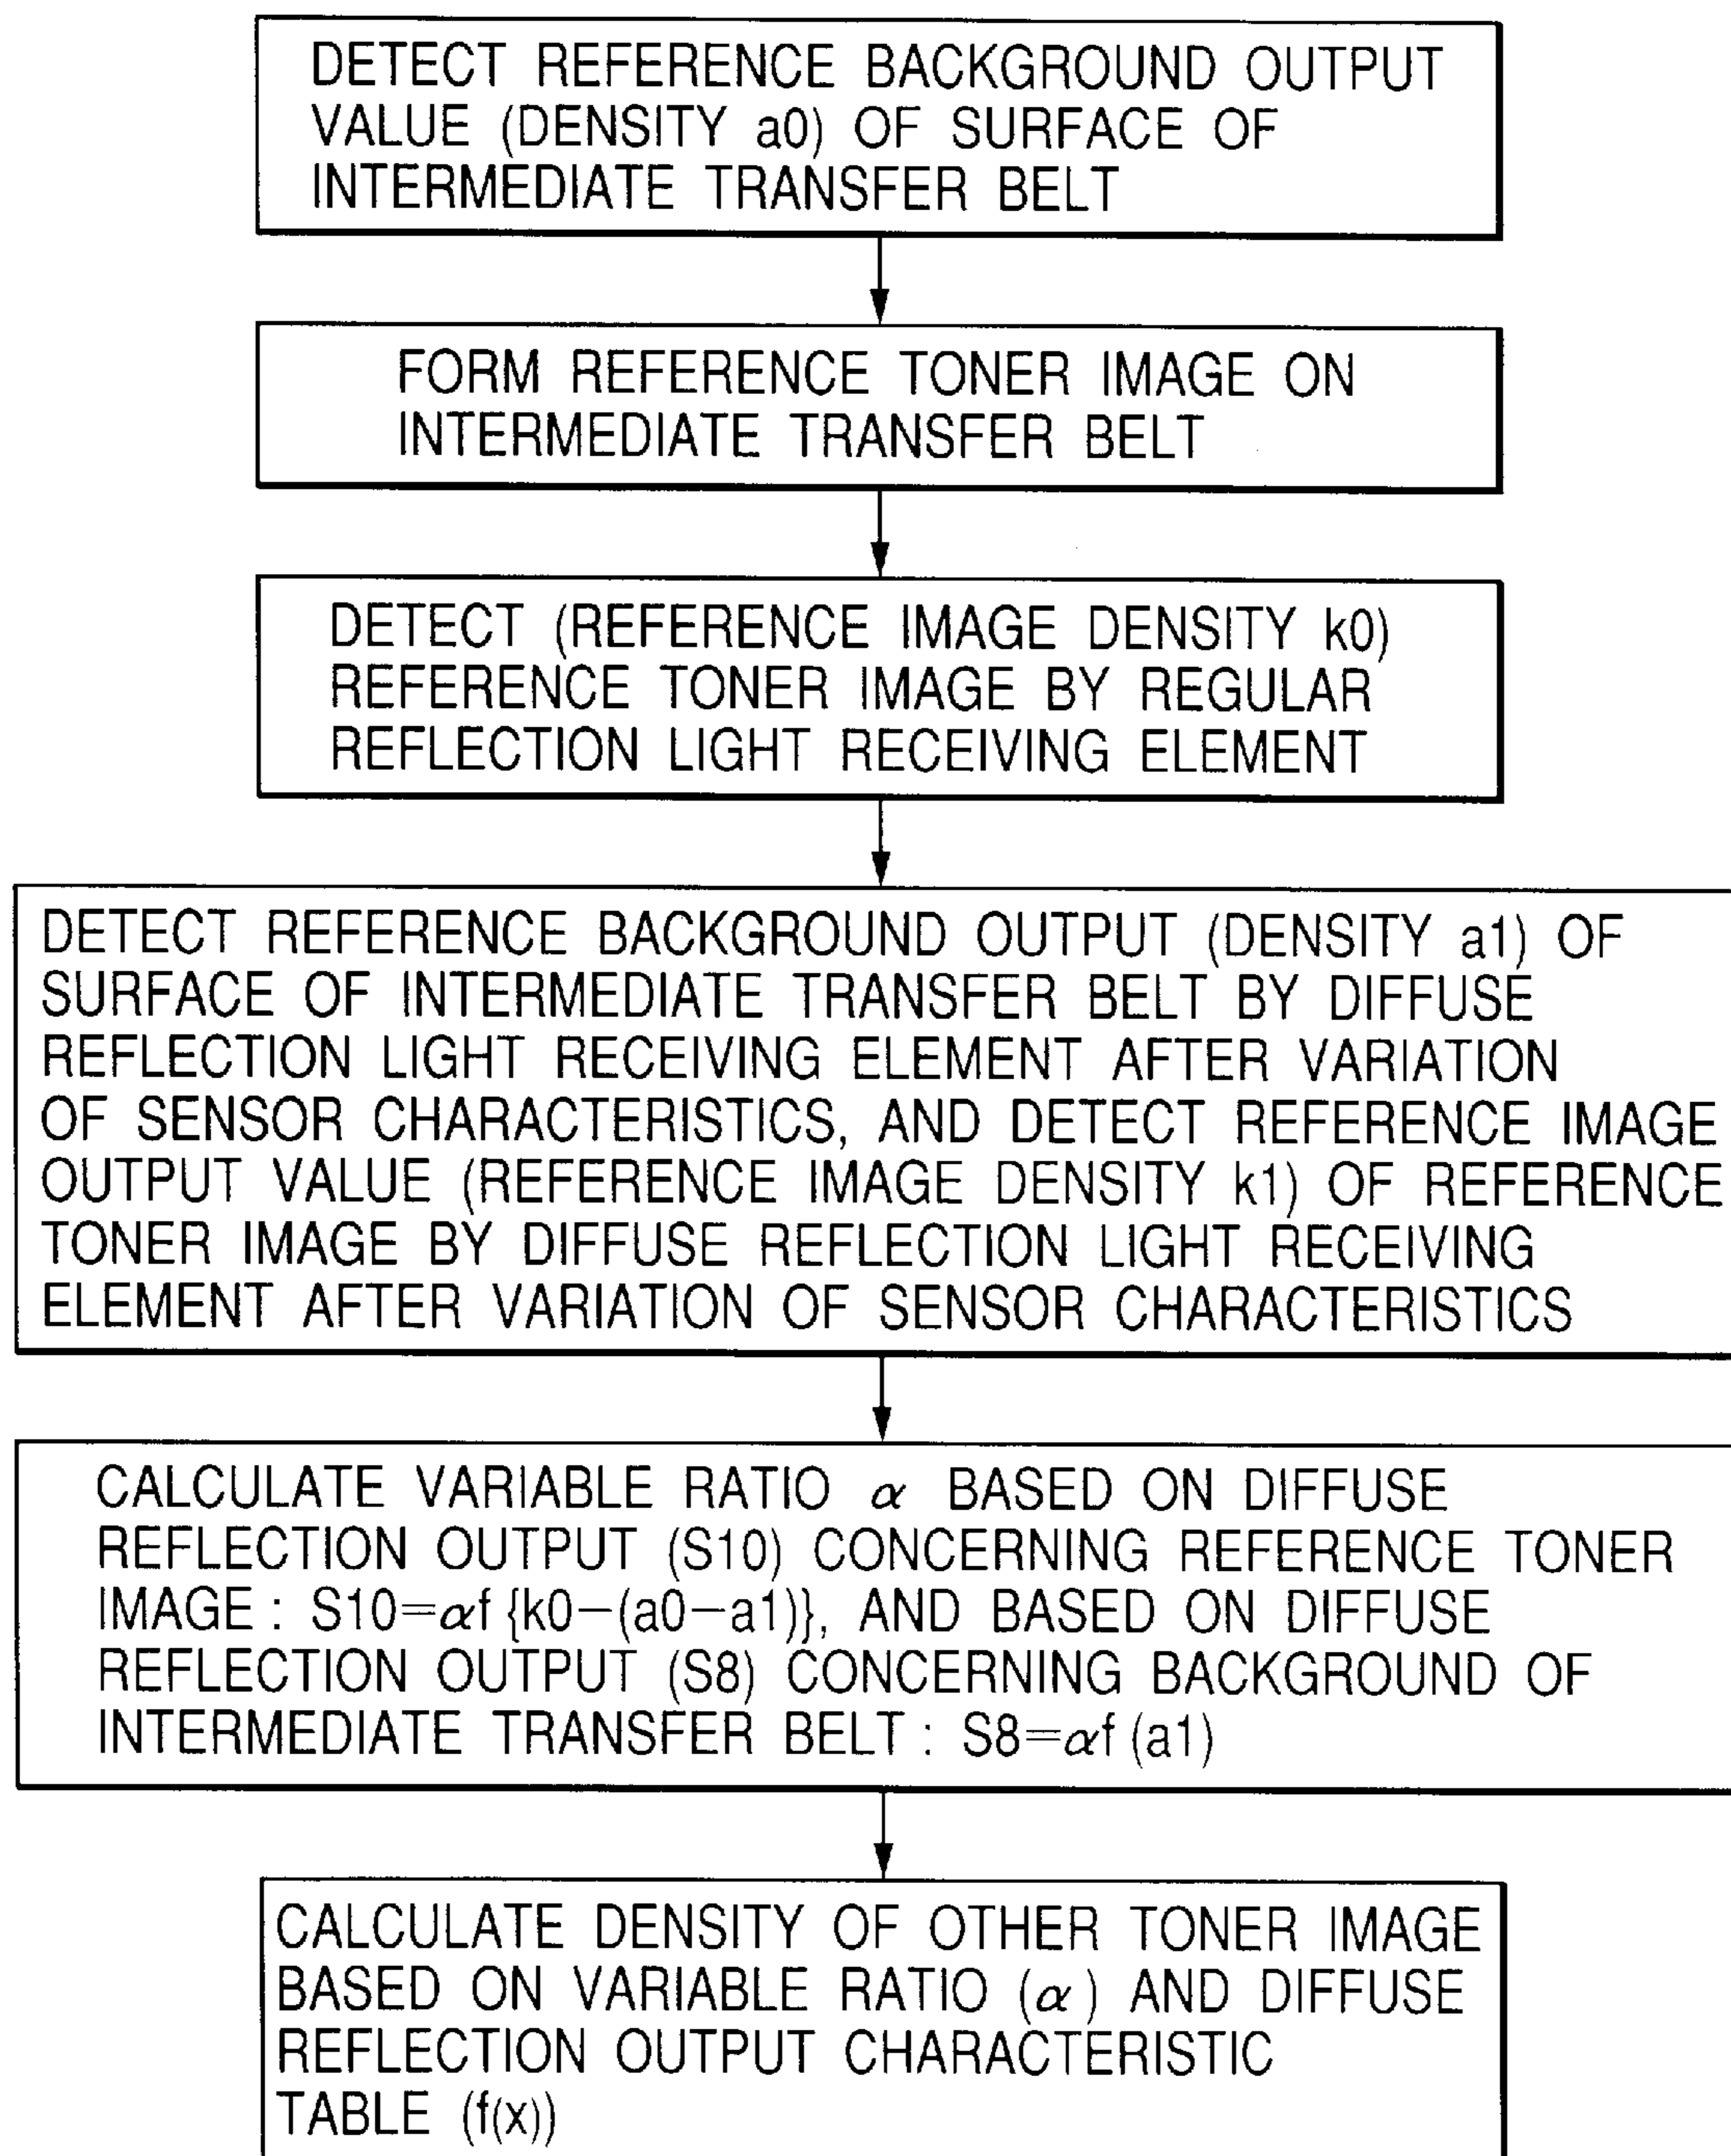 DETECT REFERENCE BACKGROUND OUTPUT
VALUE (DENSITY a0) OF SURFACE OF
INTERMEDIATE TRANSFER BELT
FORM REFERENCE TONER IMAGE ON
INTERMEDIATE TRANSFER BELT
DETECT (REFERENCE IMAGE DENSITY k0)
REFERENCE TONER IMAGE BY REGULAR
REFLECTION LIGHT RECEIVING ELEMENT
DETECT REFERENCE BACKGROUND OUTPUT (DENSITY a1) OF
SURFACE OF INTERMEDIATE TRANSFER BELT BY DIFFUSE
REFLECTION LIGHT RECEIVING ELEMENT AFTER VARIATION
OF SENSOR CHARACTERISTICS, AND DETECT REFERENCE IMAGE
OUTPUT VALUE (REFERENCE IMAGE DENSITY k1) OF REFERENCE
TONER IMAGE BY DIFFUSE REFLECTION LIGHT RECEIVING
ELEMENT AFTER VARIATION OF SENSOR CHARACTERISTICS
CALCULATE VARIABLE RATIO α BASED ON DIFFUSE
REFLECTION OUTPUT (S10) CONCERNING REFERENCE TONER
IMAGE : S10=αf {k0−(a0−a1)}, AND BASED ON DIFFUSE
REFLECTION OUTPUT (S8) CONCERNING BACKGROUND OF
INTERMEDIATE TRANSFER BELT : S8=αf (a1)
CALCULATE DENSITY OF OTHER TONER IMAGE
BASED ON VARIABLE RATIO (α) AND DIFFUSE
REFLECTION OUTPUT CHARACTERISTIC
TABLE (f(x))